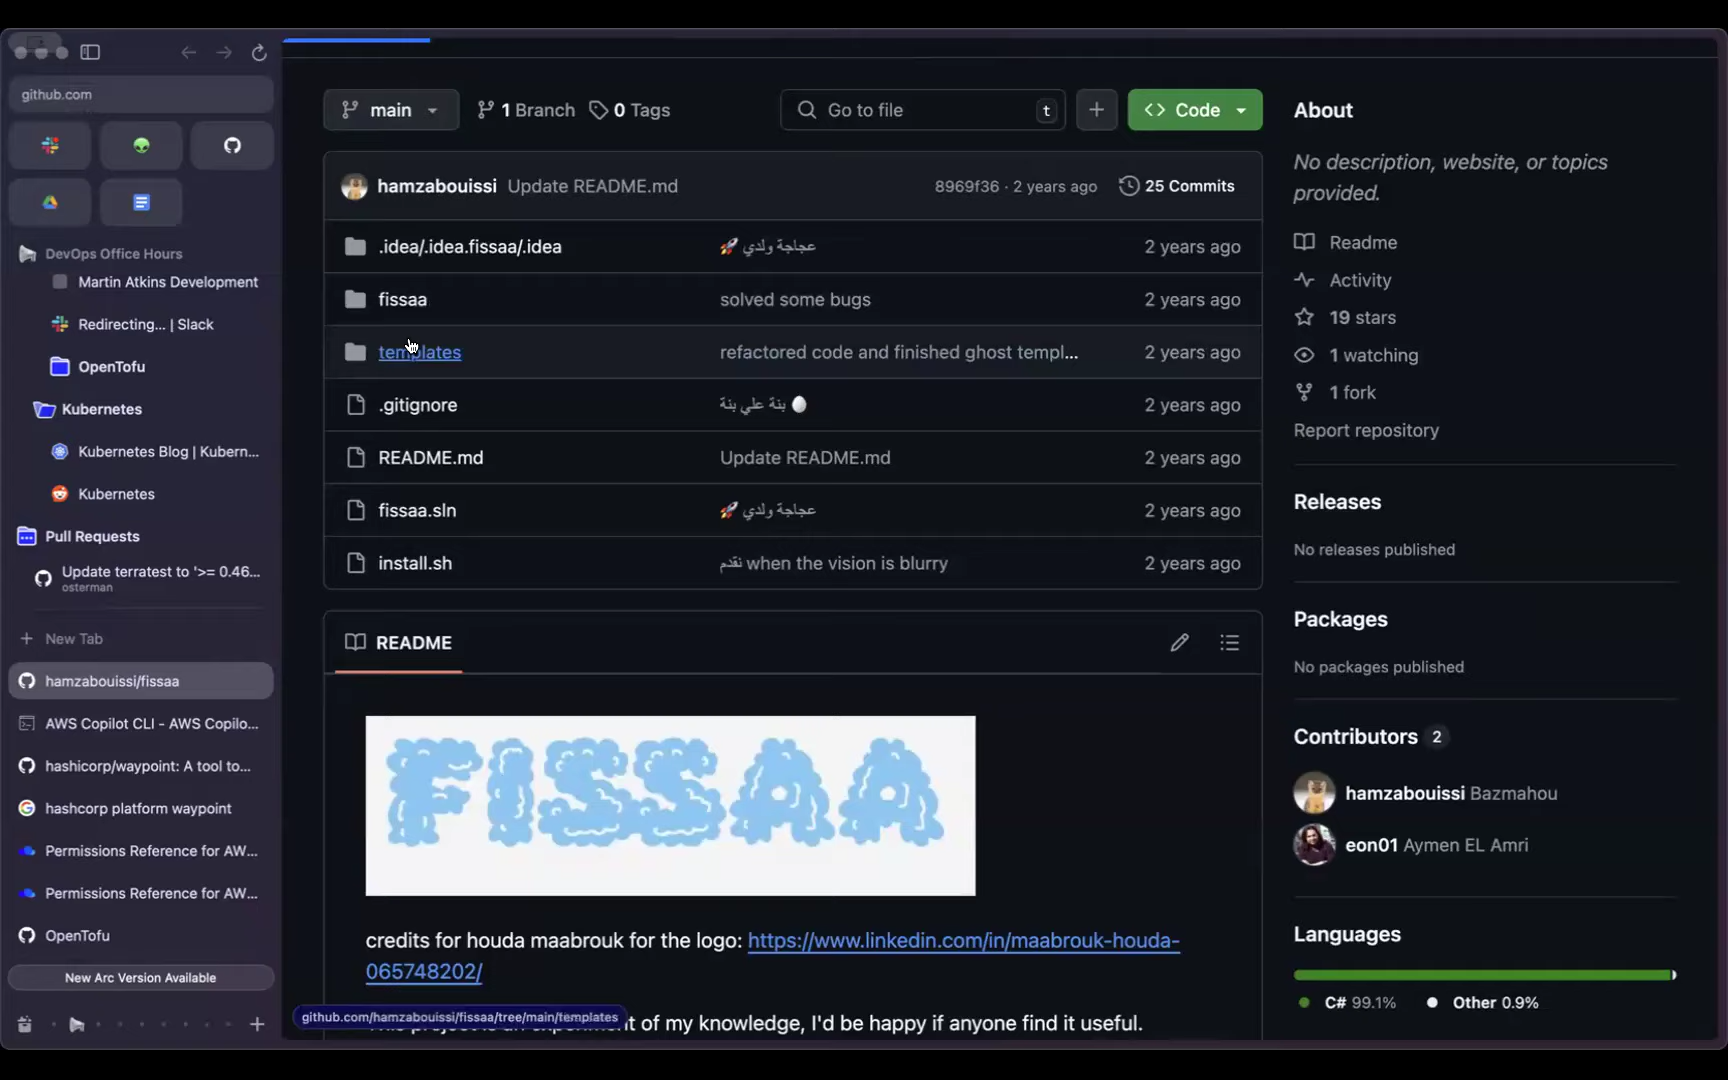 github.com
DevOps Office Hours
Martin Atkins Development
Redirecting... | Slack
OpenTofu
Kubernetes
Kubernetes Blog | Kubern...
Kubernetes
Pull Requests
Update terratest to '>= 0.46...
osterman
New Tab
hamzabouissi/fissaa
AWS Copilot CLI - AWS Copilo...
hashicorp/waypoint: A tool to...
hashcorp platform waypoint
Permissions Reference for AW...
Permissions Reference for AW...
OpenTofu
New Arc Version Available
main
1 Branch
0 Tags
Go to file
t
Code
hamzabouissi Update README.md 8969f36 · 2 years ago 25 Commits
.idea/.idea.fissaa/.idea 🚀 عجاجة ولدي 2 years ago
fissaa solved some bugs 2 years ago
templates refactored code and finished ghost templ... 2 years ago
.gitignore بنة علي بنة 🥚 2 years ago
README.md Update README.md 2 years ago
fissaa.sln 🚀 عجاجة ولدي 2 years ago
install.sh نقدم when the vision is blurry 2 years ago
README
FISSAA
credits for houda maabrouk for the logo: https://www.linkedin.com/in/maabrouk-houda-
065748202/
of my knowledge, I'd be happy if anyone find it useful.
github.com/hamzabouissi/fissaa/tree/main/templates
About
No description, website, or topics
provided.
Readme
Activity
19 stars
1 watching
1 fork
Report repository
Releases
No releases published
Packages
No packages published
Contributors 2
hamzabouissi Bazmahou
eon01 Aymen EL Amri
Languages
C# 99.1%
Other 0.9%